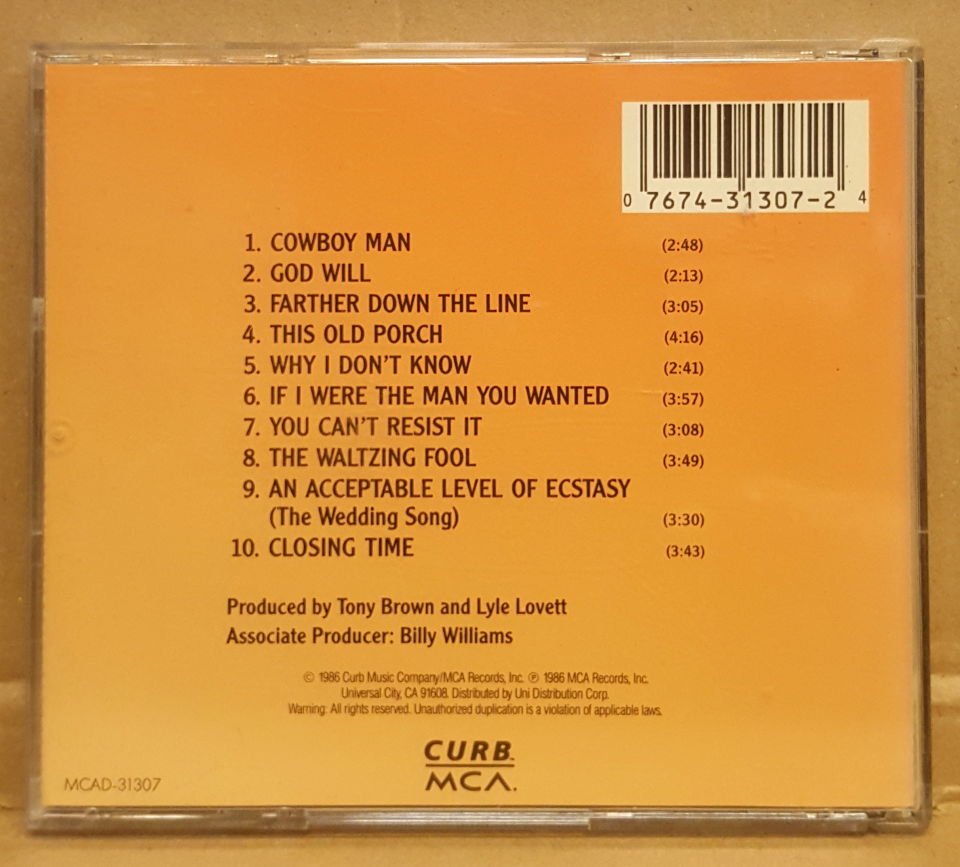 0 7674-31307-2 4
1. COWBOY MAN (2:48)
2. GOD WILL (2:13)
3. FARTHER DOWN THE LINE (3:05)
4. THIS OLD PORCH (4:16)
5. WHY I DON'T KNOW (2:41)
6. IF I WERE THE MAN YOU WANTED (3:57)
7. YOU CAN'T RESIST IT (3:08)
8. THE WALTZING FOOL (3:49)
9. AN ACCEPTABLE LEVEL OF ECSTASY
(The Wedding Song) (3:30)
10. CLOSING TIME (3:43)
Produced by Tony Brown and Lyle Lovett
Associate Producer: Billy Williams
© 1986 Curb Music Company/MCA Records, Inc. ℗ 1986 MCA Records, Inc.
Universal City, CA 91608. Distributed by Uni Distribution Corp.
Warning: All rights reserved. Unauthorized duplication is a violation of applicable laws.
CURB
MCA.
MCAD-31307